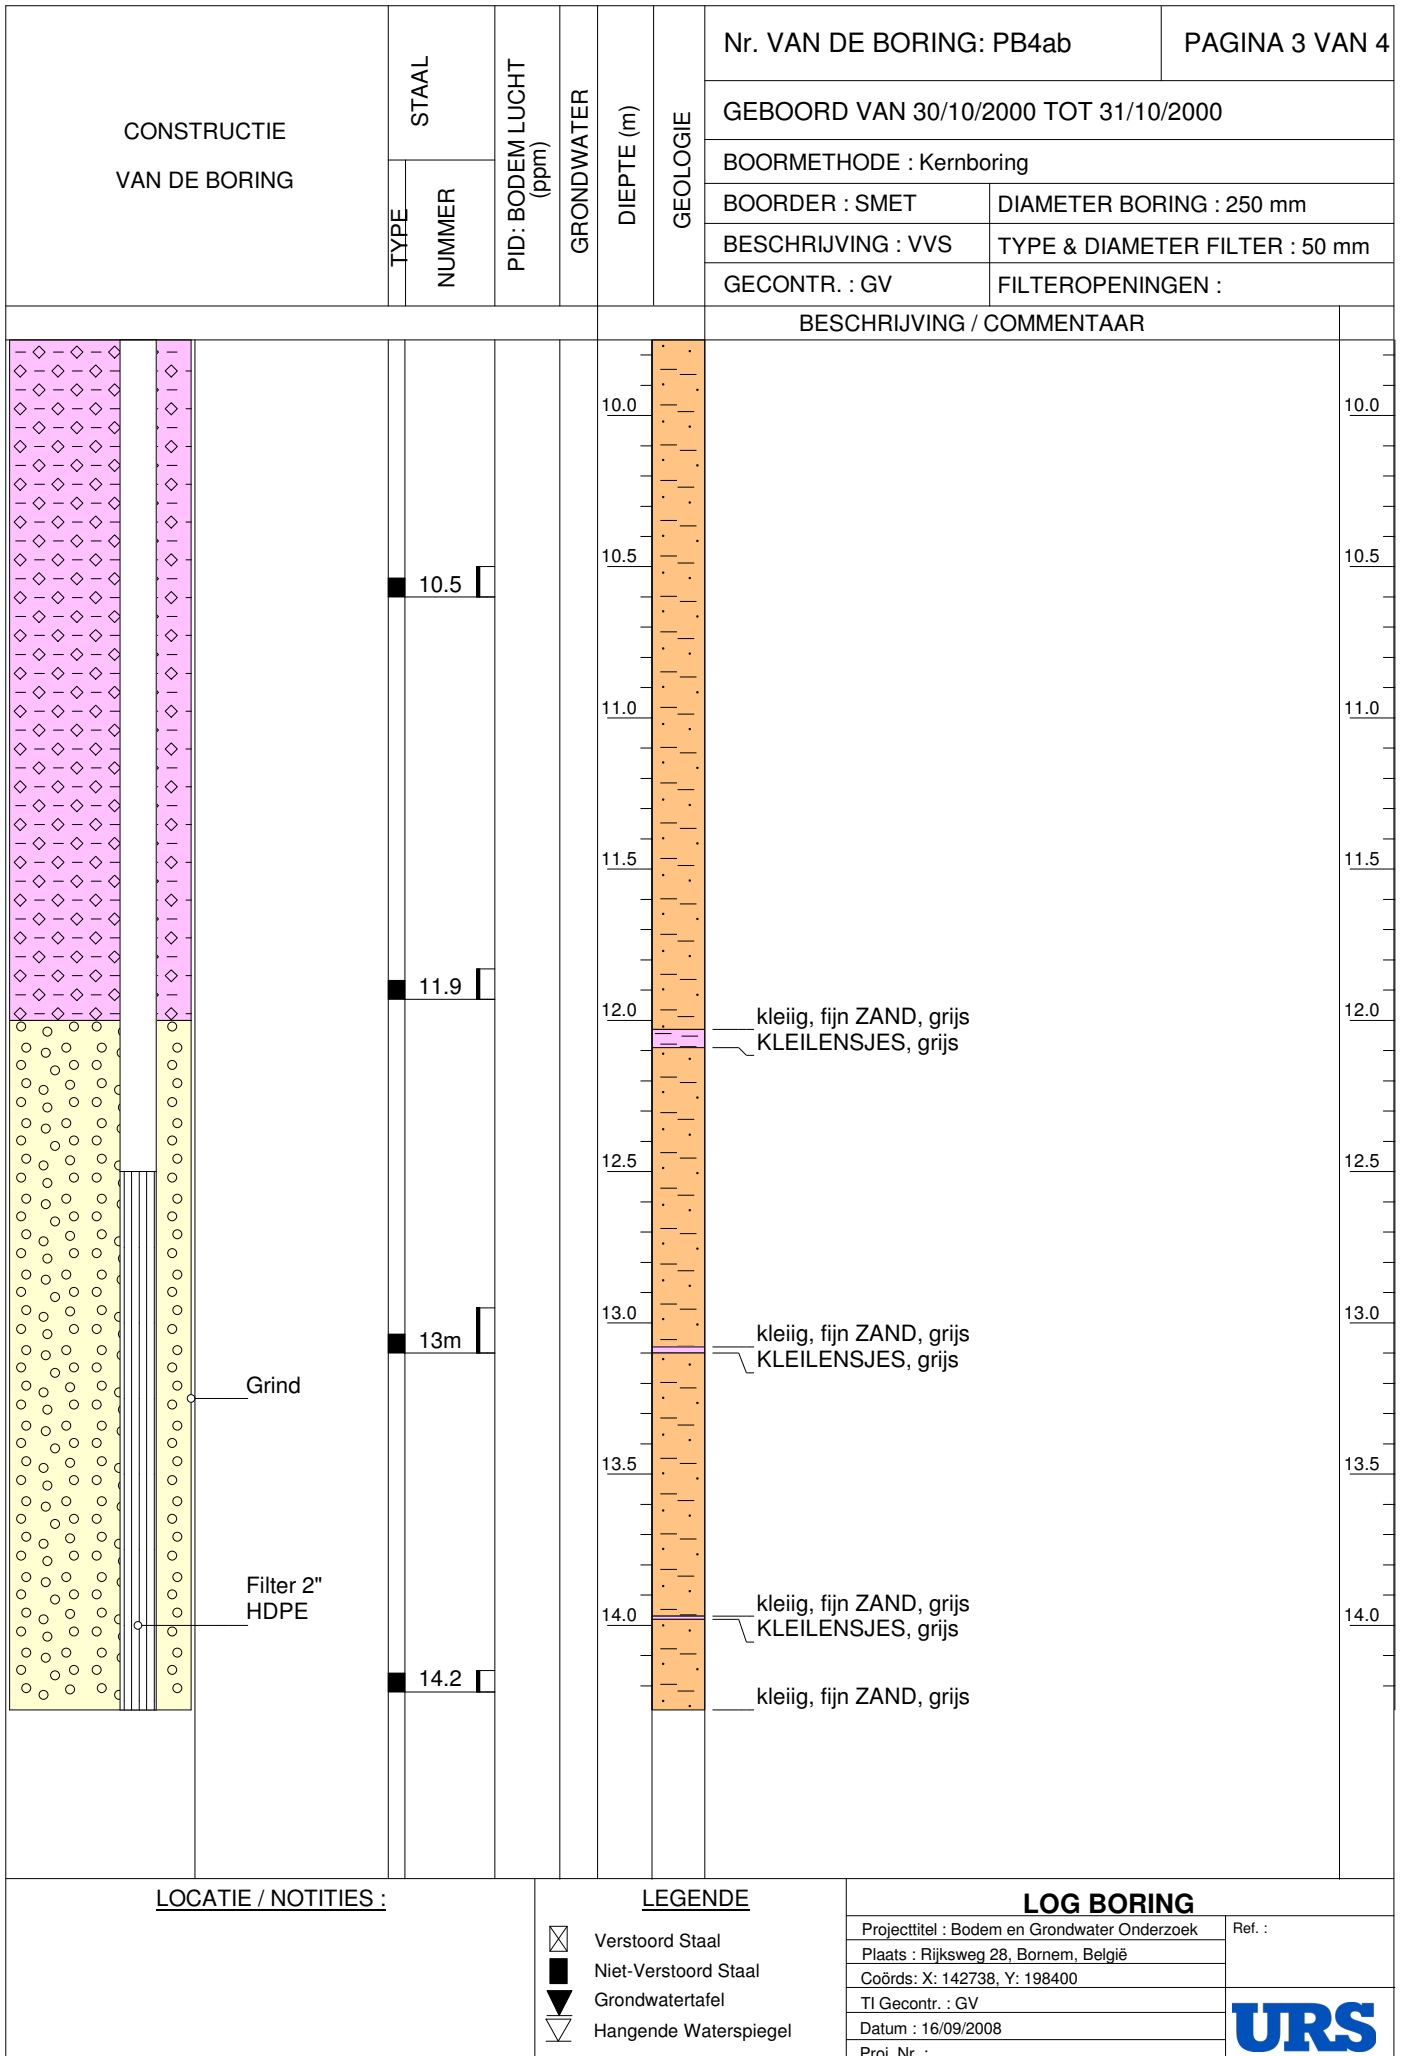 Nr. VAN DE BORING: PB4ab
PAGINA 3 VAN 4
CONSTRUCTIE
VAN DE BORING
STAAL
TYPE
NUMMER
PID: BODEM LUCHT
(ppm)
GRONDWATER
DIEPTE (m)
GEOLOGIE
GEBOORD VAN 30/10/2000 TOT 31/10/2000
BOORMETHODE : Kernboring
BOORDER : SMET
DIAMETER BORING : 250 mm
BESCHRIJVING : VVS
TYPE & DIAMETER FILTER : 50 mm
GECONTR. : GV
FILTEROPENINGEN :
BESCHRIJVING / COMMENTAAR
10.0
10.0
10.5
10.5
10.5
11.0
11.0
11.5
11.5
11.9
12.0
kleiig, fijn ZAND, grijs
12.0
KLEILENSJES, grijs
12.5
12.5
13.0
13.0
13m
kleiig, fijn ZAND, grijs
KLEILENSJES, grijs
Grind
13.5
13.5
Filter 2"
HDPE
14.0
kleiig, fijn ZAND, grijs
14.0
KLEILENSJES, grijs
14.2
kleiig, fijn ZAND, grijs
LOCATIE / NOTITIES :
LEGENDE
Verstoord Staal
Niet-Verstoord Staal
Grondwatertafel
Hangende Waterspiegel
LOG BORING
Projecttitel : Bodem en Grondwater Onderzoek
Ref. :
Plaats : Rijksweg 28, Bornem, België
Coörds: X: 142738, Y: 198400
TI Gecontr. : GV
Datum : 16/09/2008
Proj. Nr. :
URS